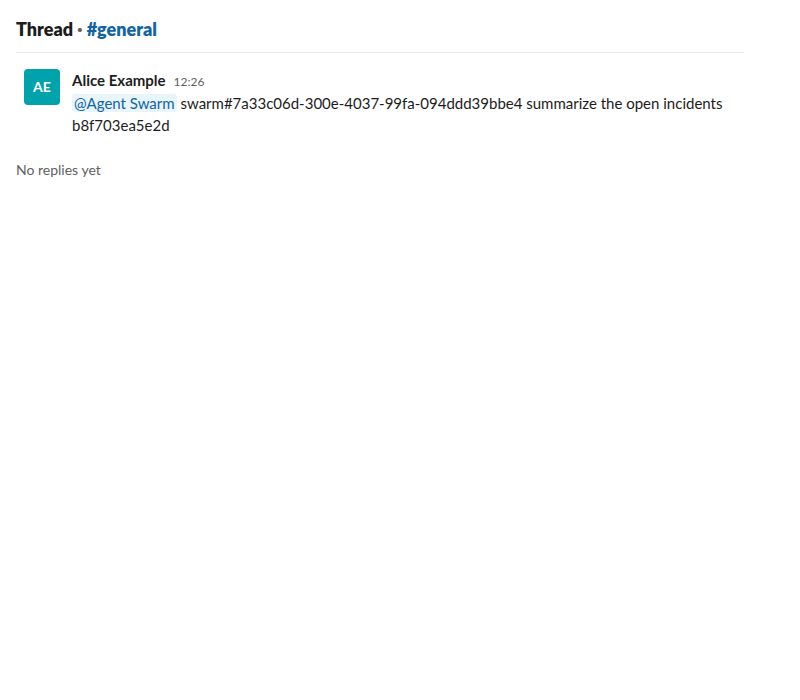 Thread • #general
AE
Alice Example 12:26
@Agent Swarm swarm#7a33c06d-300e-4037-99fa-094ddd39bbe4 summarize the open incidents
b8f703ea5e2d
No replies yet